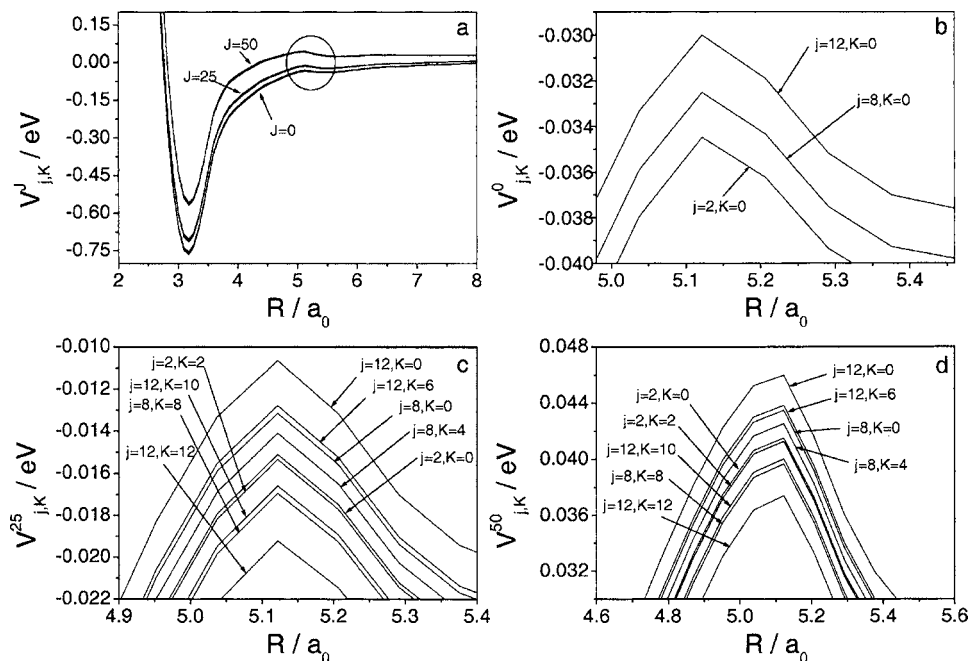 a
V^J_{j,K} / eV
0.15
0.00
-0.15
-0.30
-0.45
-0.60
-0.75
J=50
J=25
J=0
2 3 4 5 6 7 8
R / a_0
b
V^0_{j,K} / eV
-0.030
-0.032
-0.034
-0.036
-0.038
-0.040
j=12,K=0
j=8,K=0
j=2,K=0
5.0 5.1 5.2 5.3 5.4
R / a_0
c
V^25_{j,K} / eV
-0.010
-0.012
-0.014
-0.016
-0.018
-0.020
-0.022
j=2,K=2
j=12,K=10
j=8,K=8
j=12,K=12
j=12,K=0
j=12,K=6
j=8,K=0
j=8,K=4
j=2,K=0
4.9 5.0 5.1 5.2 5.3 5.4
R / a_0
d
V^50_{j,K} / eV
0.048
0.044
0.040
0.036
0.032
j=2,K=0
j=2,K=2
j=12,K=10
j=8,K=8
j=12,K=12
j=12,K=0
j=12,K=6
j=8,K=0
j=8,K=4
4.6 4.8 5.0 5.2 5.4 5.6
R / a_0